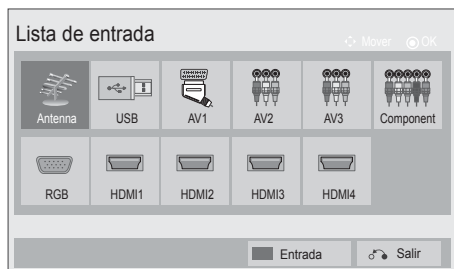 Lista de entrada
Mover OK
Antenna USB AV1 AV2 AV3 Component
RGB HDMI1 HDMI2 HDMI3 HDMI4
Entrada Salir